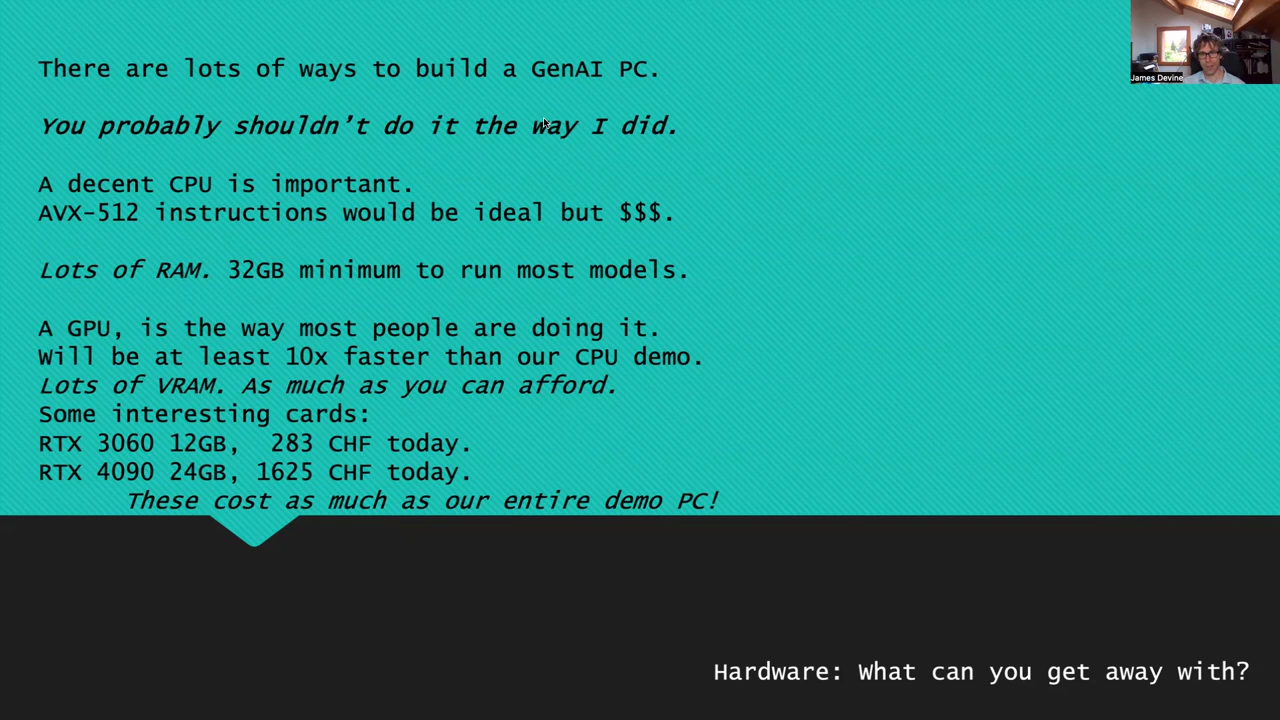 There are lots of ways to build a GenAI PC.
You probably shouldn’t do it the way I did.
A decent CPU is important.
AVX-512 instructions would be ideal but $$$.
Lots of RAM. 32GB minimum to run most models.
A GPU, is the way most people are doing it.
Will be at least 10x faster than our CPU demo.
Lots of VRAM. As much as you can afford.
Some interesting cards:
RTX 3060 12GB,  283 CHF today.
RTX 4090 24GB, 1625 CHF today.
These cost as much as our entire demo PC!
Hardware: What can you get away with?
James Devine